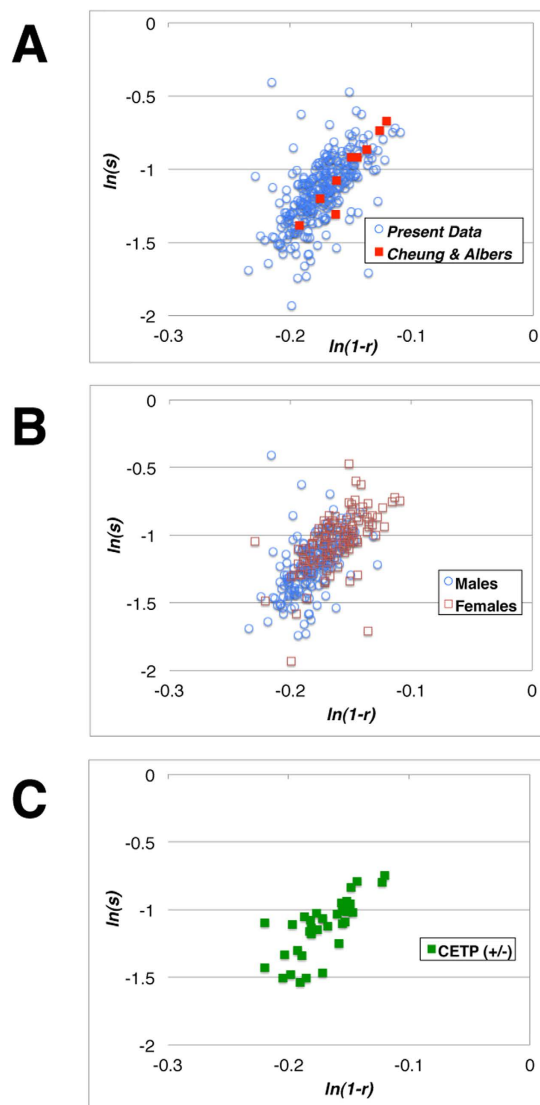 A
0
-0.5
-1
-1.5
-2
ln(s)
Present Data
Cheung & Albers
-0.3 -0.2 -0.1 0
ln(1-r)
B
0
-0.5
-1
-1.5
-2
ln(s)
Males
Females
-0.3 -0.2 -0.1 0
ln(1-r)
C
0
-0.5
-1
-1.5
-2
ln(s)
CETP (+/-)
-0.3 -0.2 -0.1 0
ln(1-r)